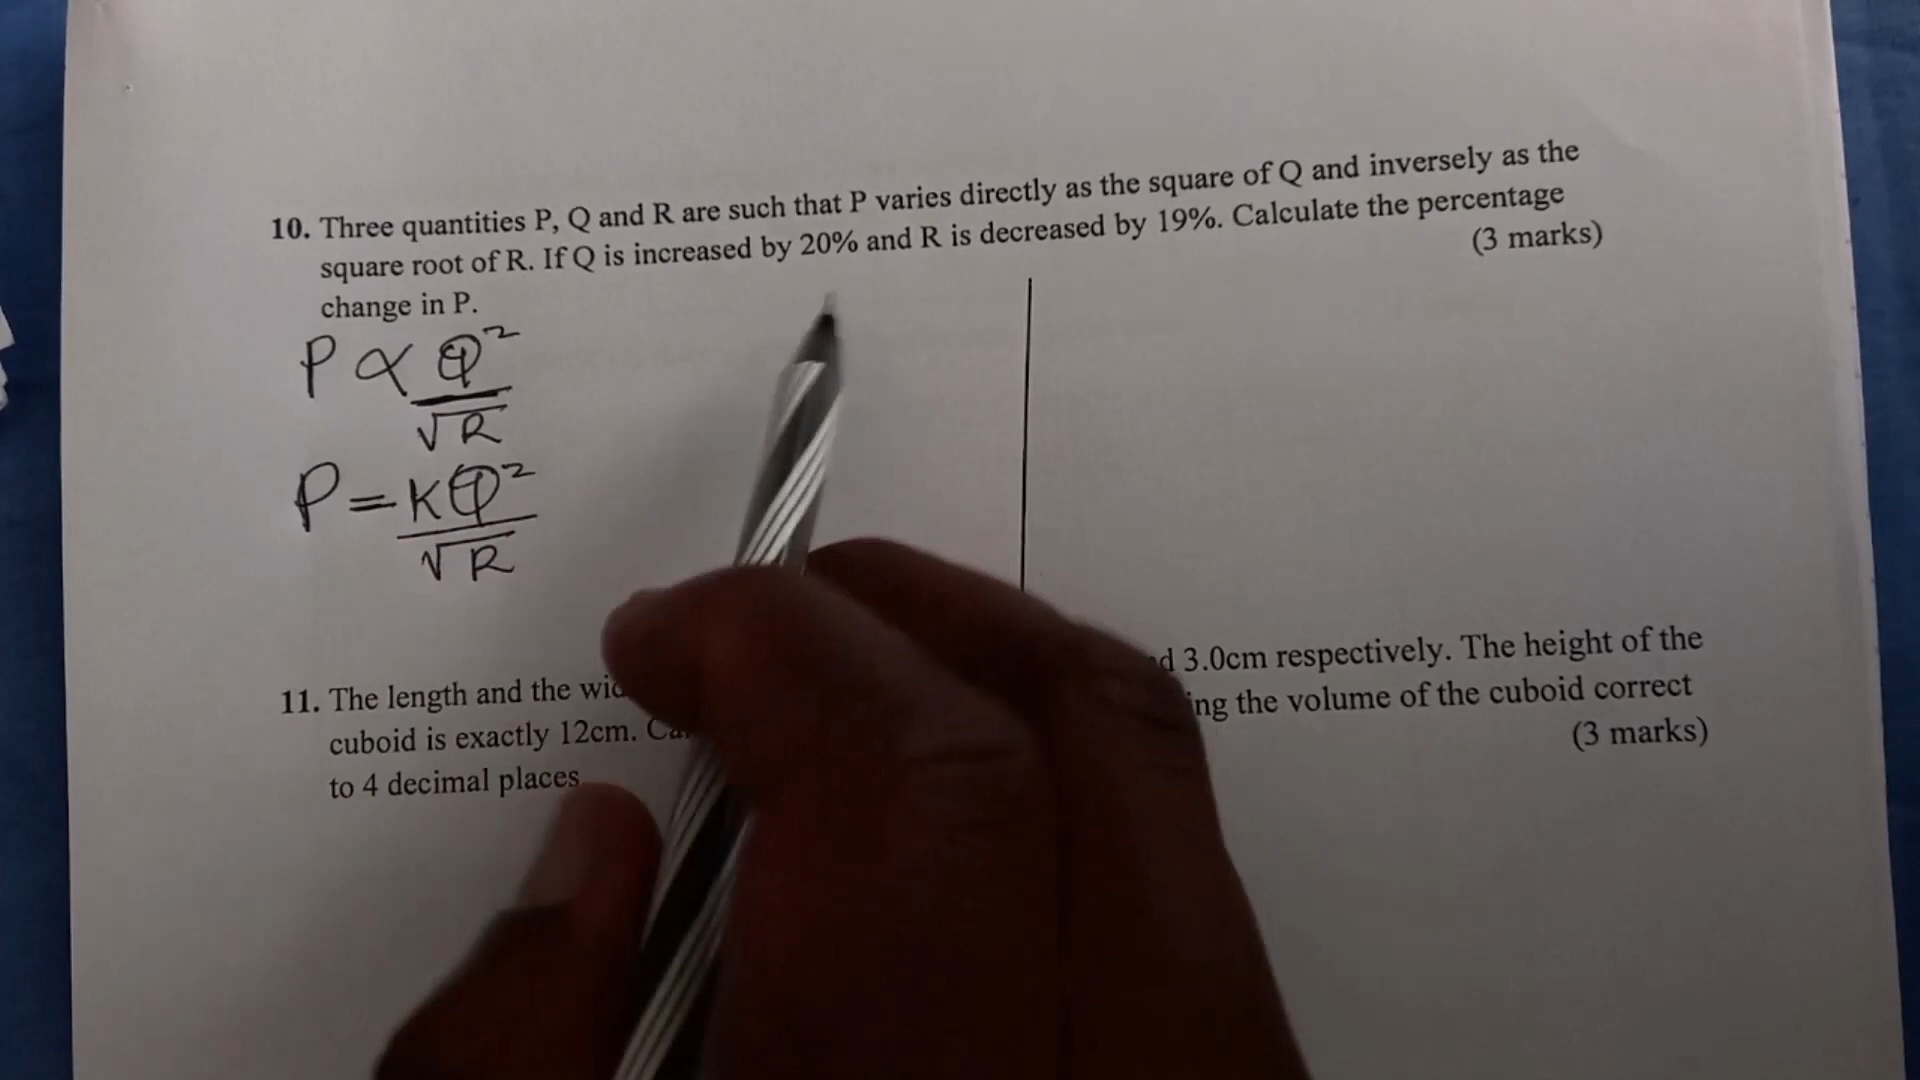 10. Three quantities P, Q and R are such that P varies directly as the square of Q and inversely as the
square root of R. If Q is increased by 20% and R is decreased by 19%. Calculate the percentage
change in P.
(3 marks)
P ∝ Q²
√R
P = KQ²
√R
11. The length and the 3.0cm respectively. The height of the
cuboid is exactly 12cm. the volume of the cuboid correct
to 4 decimal places
(3 marks)